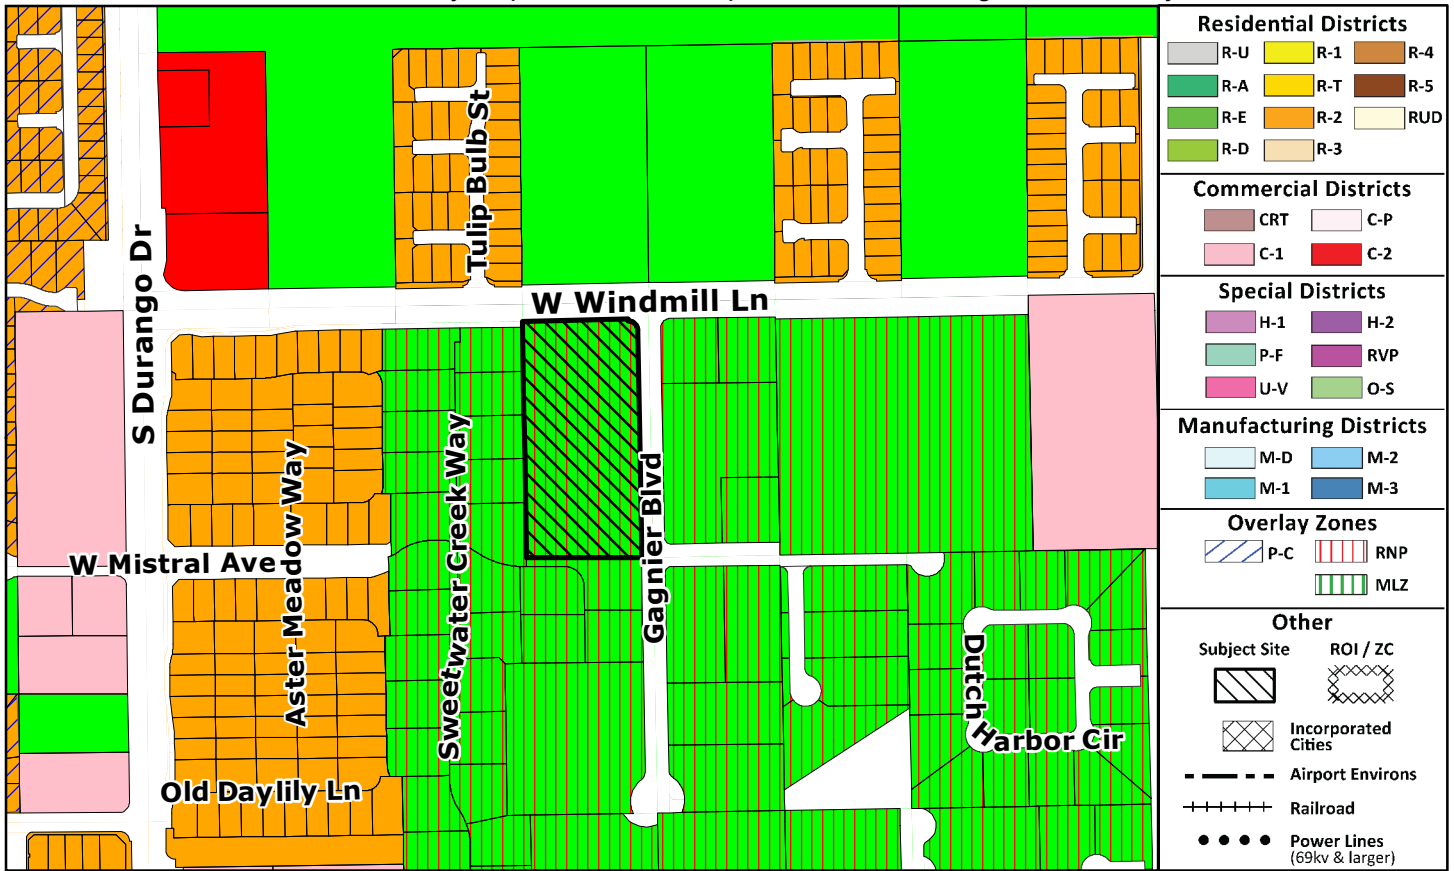 S Durango Dr
Tulip Bulb St
W Windmill Ln
W Mistral Ave
Aster Meadow Way
Sweetwater Creek Way
Gagnier Blvd
Dutch Harbor Cir
Old Daylily Ln
Residential Districts
R-U R-1 R-4
R-A R-T R-5
R-E R-2 RUD
R-D R-3
Commercial Districts
CRT C-P
C-1 C-2
Special Districts
H-1 H-2
P-F RVP
U-V O-S
Manufacturing Districts
M-D M-2
M-1 M-3
Overlay Zones
P-C RNP
MLZ
Other
Subject Site ROI / ZC
Incorporated
Cities
Airport Environs
Railroad
Power Lines
(69kv & larger)